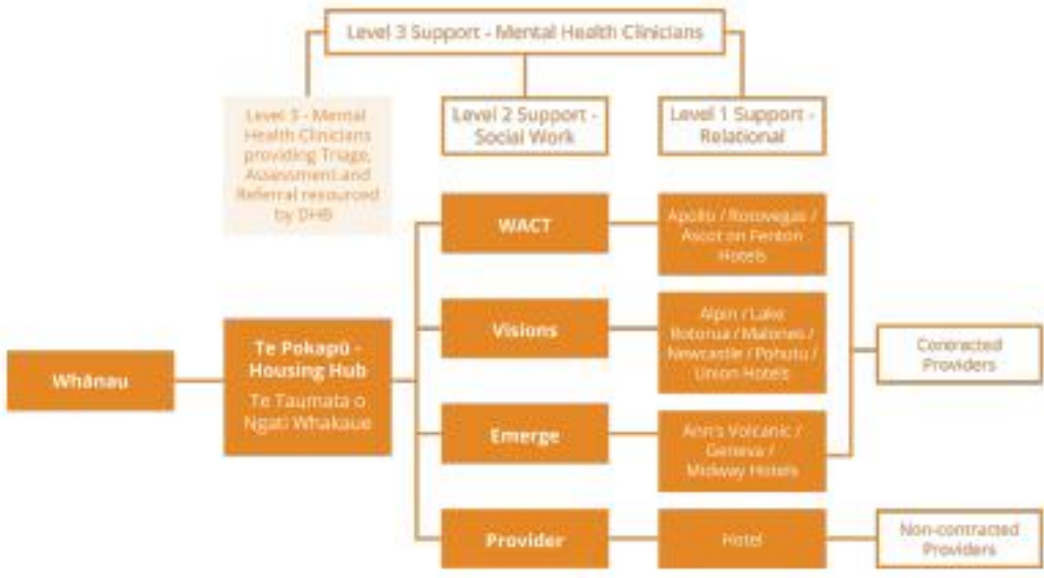 Level 3 Support - Mental Health Clinicians
Level 3 - Mental
Health Clinicians
providing Triage,
Assessment and
Referral resourced
by DHB
Level 2 Support -
Social Work
Level 1 Support -
Relational
WACT
Apollo / Rotovegas /
Ascot on Fenton
Hotels
Visions
Alpin / Lake
Rotorua / Malones /
Newcastle / Pohutu /
Union Hotels
Contracted
Providers
Whānau
Te Pokapū -
Housing Hub
Te Taumata o
Ngati Whakaue
Emerge
Ann's Volcanic /
Geneva /
Midway Hotels
Provider
Hotel
Non-contracted
Providers